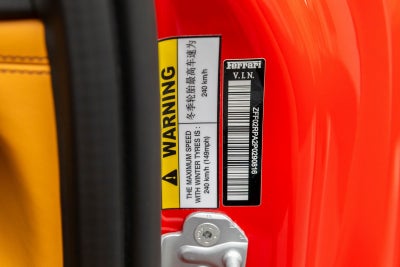 WARNING
冬季轮胎最高车速为
240 km/h
THE MAXIMUM SPEED
WITH WINTER TYRES IS :
240 km/h (149mph)
Ferrari
V.I.N.
ZFF02RPA2P0290816